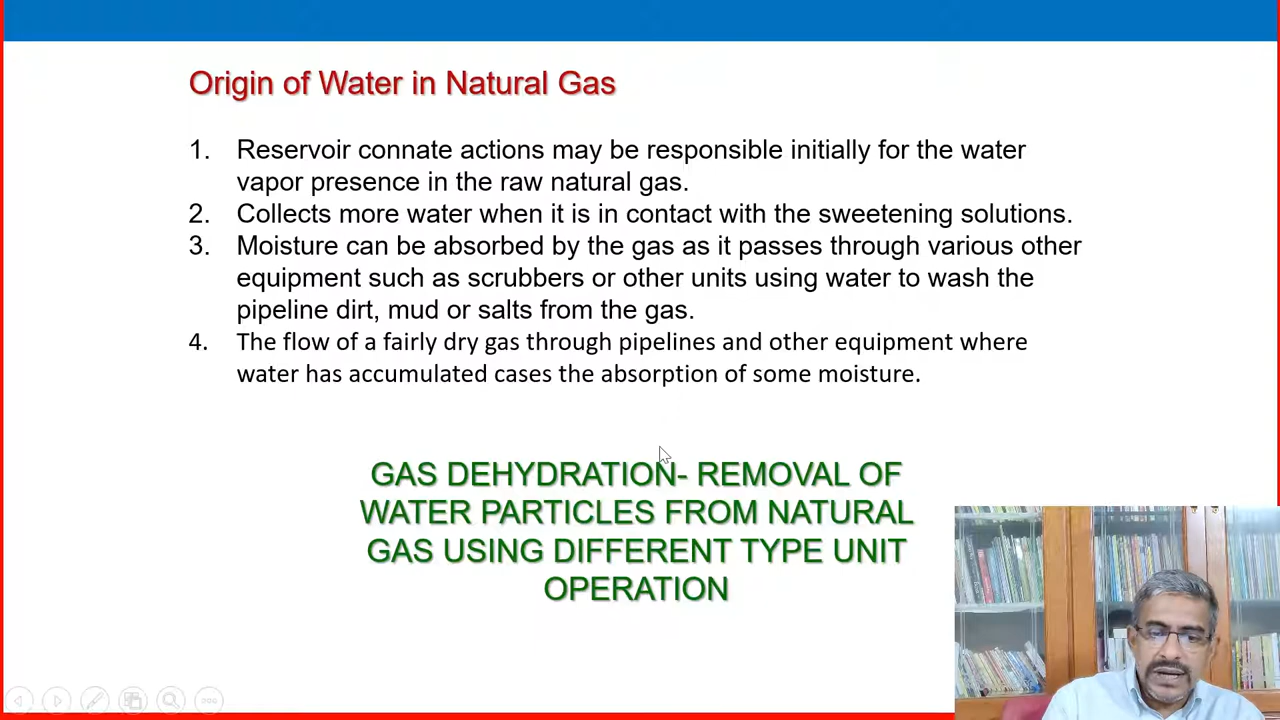 Origin of Water in Natural Gas
1. Reservoir connate actions may be responsible initially for the water
vapor presence in the raw natural gas.
2. Collects more water when it is in contact with the sweetening solutions.
3. Moisture can be absorbed by the gas as it passes through various other
equipment such as scrubbers or other units using water to wash the
pipeline dirt, mud or salts from the gas.
4. The flow of a fairly dry gas through pipelines and other equipment where
water has accumulated cases the absorption of some moisture.
GAS DEHYDRATION- REMOVAL OF
WATER PARTICLES FROM NATURAL
GAS USING DIFFERENT TYPE UNIT
OPERATION